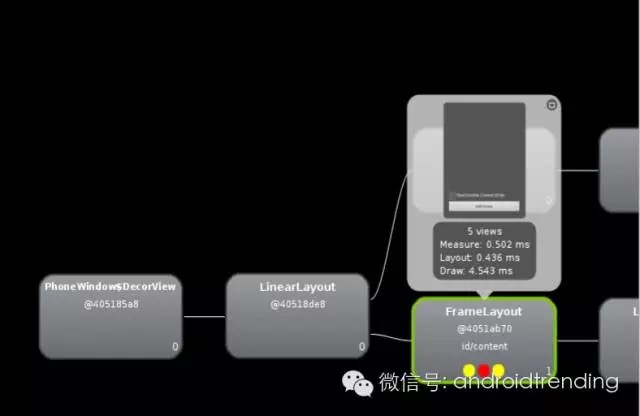 5 views
Measure: 0.502 ms
Layout: 0.436 ms
Draw: 4.543 ms
PhoneWindow$DecorView
@405185a8
0
LinearLayout
@40518de8
0
FrameLayout
@4051ab70
id/content
1
L
微信号: androidtrending